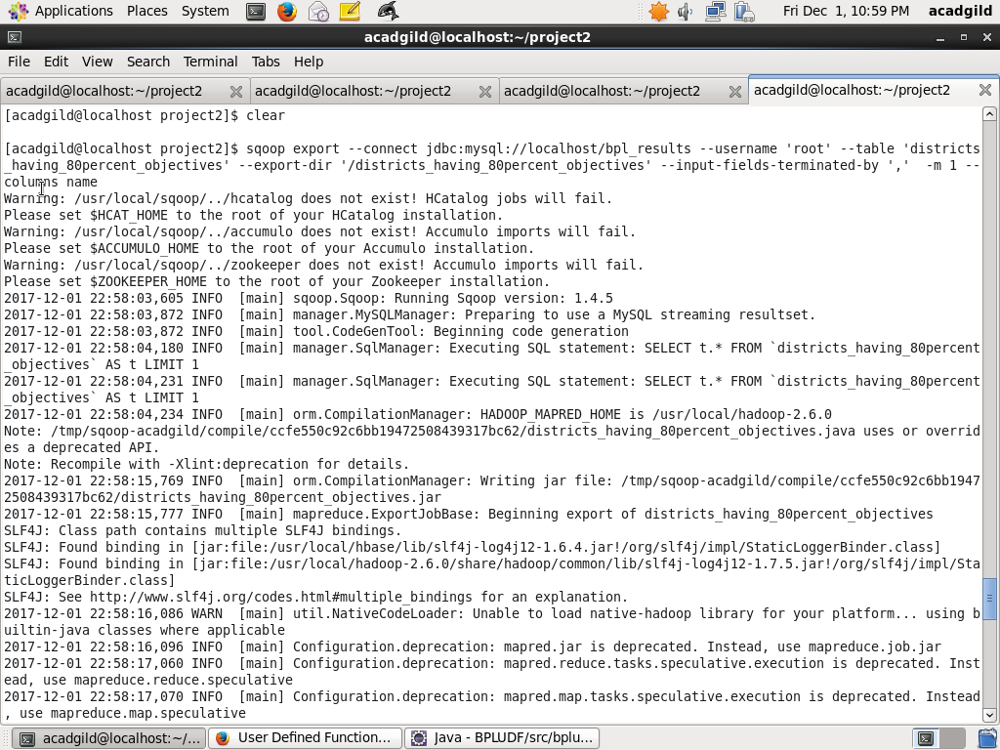 Applications Places System Fri Dec 1, 10:59 PM acadgild
acadgild@localhost:~/project2
File Edit View Search Terminal Tabs Help
acadgild@localhost:~/project2 acadgild@localhost:~/project2 acadgild@localhost:~/project2 acadgild@localhost:~/project2
[acadgild@localhost project2]$ clear
[acadgild@localhost project2]$ sqoop export --connect jdbc:mysql://localhost/bpl_results --username 'root' --table 'districts
_having_80percent_objectives' --export-dir '/districts_having_80percent_objectives' --input-fields-terminated-by ','  -m 1 --
columns name
Warning: /usr/local/sqoop/../hcatalog does not exist! HCatalog jobs will fail.
Please set $HCAT_HOME to the root of your HCatalog installation.
Warning: /usr/local/sqoop/../accumulo does not exist! Accumulo imports will fail.
Please set $ACCUMULO_HOME to the root of your Accumulo installation.
Warning: /usr/local/sqoop/../zookeeper does not exist! Accumulo imports will fail.
Please set $ZOOKEEPER_HOME to the root of your Zookeeper installation.
2017-12-01 22:58:03,605 INFO  [main] sqoop.Sqoop: Running Sqoop version: 1.4.5
2017-12-01 22:58:03,872 INFO  [main] manager.MySQLManager: Preparing to use a MySQL streaming resultset.
2017-12-01 22:58:03,872 INFO  [main] tool.CodeGenTool: Beginning code generation
2017-12-01 22:58:04,180 INFO  [main] manager.SqlManager: Executing SQL statement: SELECT t.* FROM `districts_having_80percent
_objectives` AS t LIMIT 1
2017-12-01 22:58:04,231 INFO  [main] manager.SqlManager: Executing SQL statement: SELECT t.* FROM `districts_having_80percent
_objectives` AS t LIMIT 1
2017-12-01 22:58:04,234 INFO  [main] orm.CompilationManager: HADOOP_MAPRED_HOME is /usr/local/hadoop-2.6.0
Note: /tmp/sqoop-acadgild/compile/ccfe550c92c6bb19472508439317bc62/districts_having_80percent_objectives.java uses or overrid
es a deprecated API.
Note: Recompile with -Xlint:deprecation for details.
2017-12-01 22:58:15,769 INFO  [main] orm.CompilationManager: Writing jar file: /tmp/sqoop-acadgild/compile/ccfe550c92c6bb1947
2508439317bc62/districts_having_80percent_objectives.jar
2017-12-01 22:58:15,777 INFO  [main] mapreduce.ExportJobBase: Beginning export of districts_having_80percent_objectives
SLF4J: Class path contains multiple SLF4J bindings.
SLF4J: Found binding in [jar:file:/usr/local/hbase/lib/slf4j-log4j12-1.6.4.jar!/org/slf4j/impl/StaticLoggerBinder.class]
SLF4J: Found binding in [jar:file:/usr/local/hadoop-2.6.0/share/hadoop/common/lib/slf4j-log4j12-1.7.5.jar!/org/slf4j/impl/Sta
ticLoggerBinder.class]
SLF4J: See http://www.slf4j.org/codes.html#multiple_bindings for an explanation.
2017-12-01 22:58:16,086 WARN  [main] util.NativeCodeLoader: Unable to load native-hadoop library for your platform... using b
uiltin-java classes where applicable
2017-12-01 22:58:16,096 INFO  [main] Configuration.deprecation: mapred.jar is deprecated. Instead, use mapreduce.job.jar
2017-12-01 22:58:17,060 INFO  [main] Configuration.deprecation: mapred.reduce.tasks.speculative.execution is deprecated. Inst
ead, use mapreduce.reduce.speculative
2017-12-01 22:58:17,070 INFO  [main] Configuration.deprecation: mapred.map.tasks.speculative.execution is deprecated. Instead
, use mapreduce.map.speculative
acadgild@localhost:~/... User Defined Function... Java - BPLUDF/src/bplu...